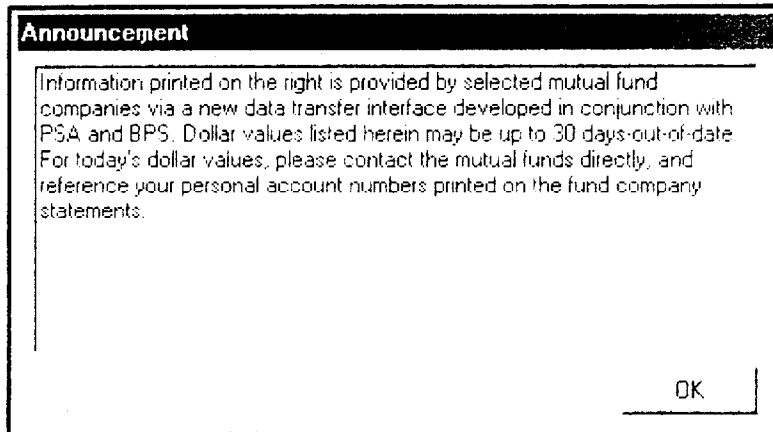 Announcement
Information printed on the right is provided by selected mutual fund
companies via a new data transfer interface developed in conjunction with
PSA and BPS. Dollar values listed herein may be up to 30 days-out-of-date.
For today's dollar values, please contact the mutual funds directly, and
reference your personal account numbers printed on the fund company
statements.
OK